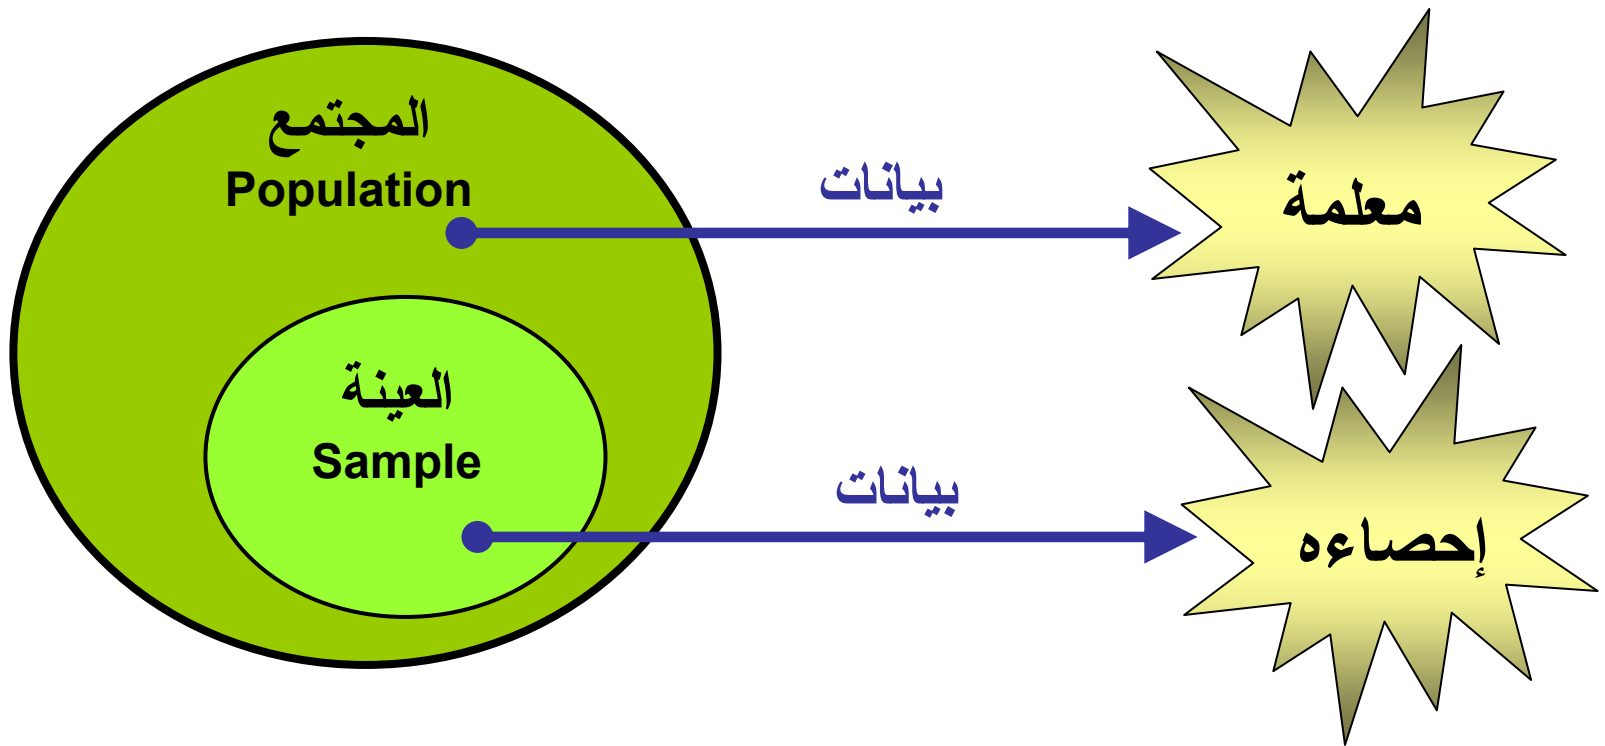 المجتمع
Population
بيانات
معلمة
العينة
Sample
بيانات
إحصاءه